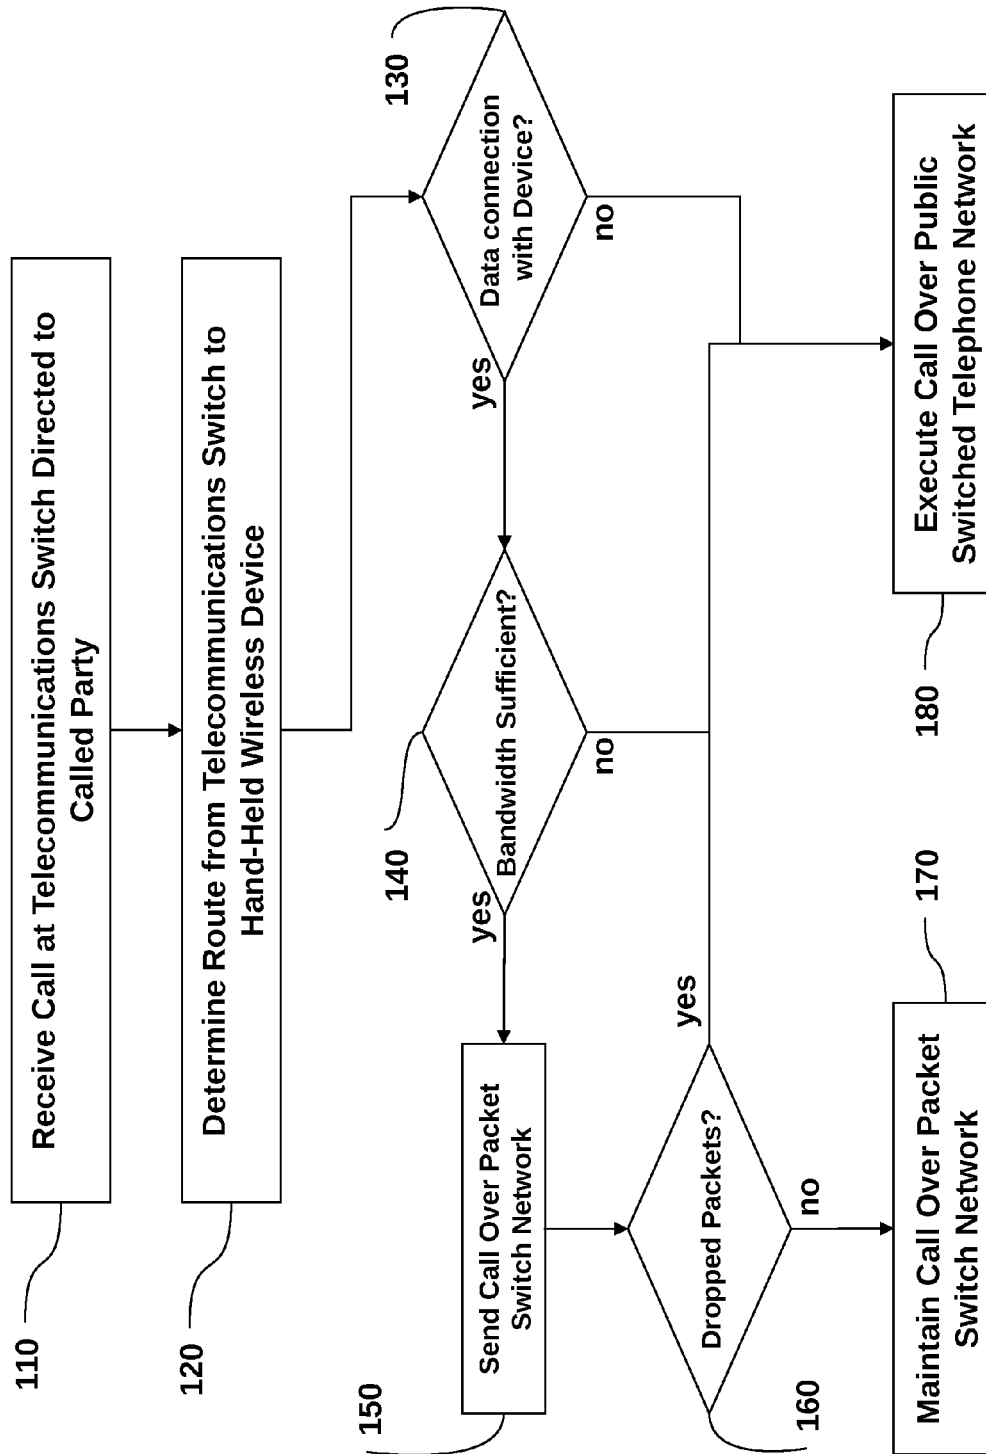 110
Receive Call at Telecommunications Switch Directed to
Called Party
120
Determine Route from Telecommunications Switch to
Hand-Held Wireless Device
130
Data connection
with Device?
yes
no
140
Bandwidth Sufficient?
yes
no
150
Send Call Over Packet
Switch Network
160
Dropped Packets?
yes
no
170
Maintain Call Over Packet
Switch Network
180
Execute Call Over Public
Switched Telephone Network